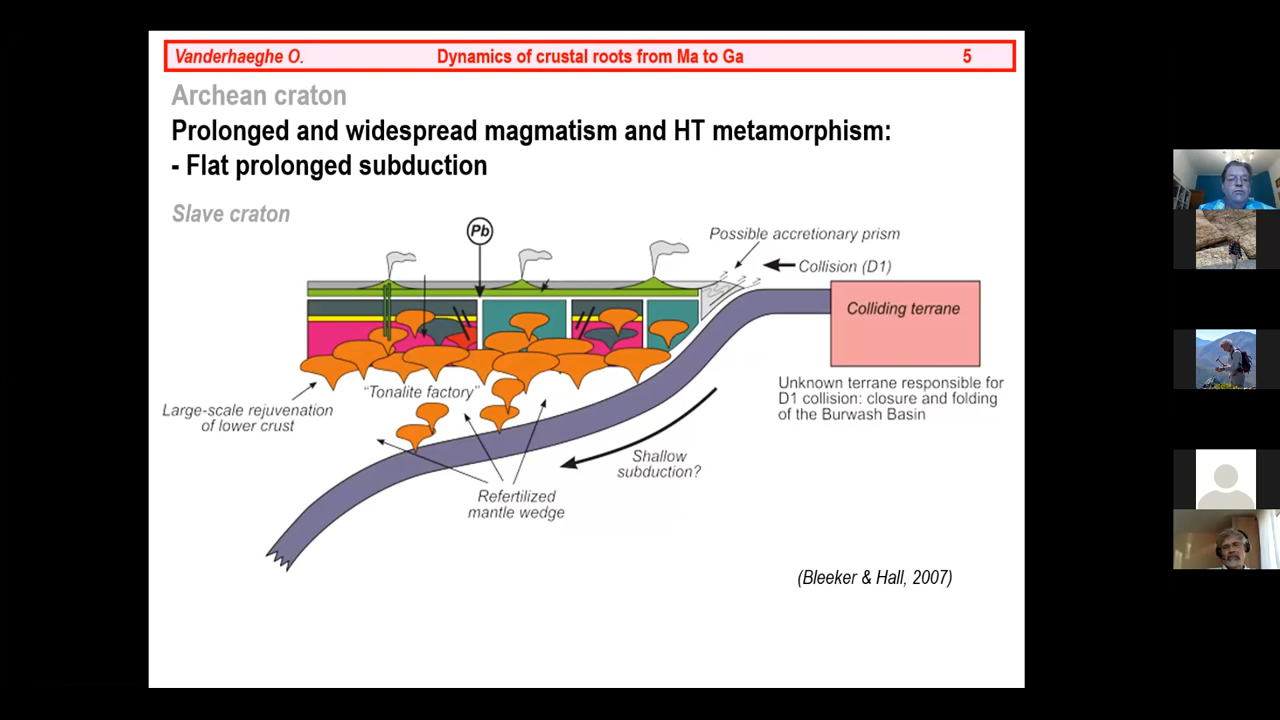 Vanderhaeghe O. Dynamics of crustal roots from Ma to Ga 5
Archean craton
Prolonged and widespread magmatism and HT metamorphism:
- Flat prolonged subduction
Slave craton
Pb
Possible accretionary prism
Collision (D1)
Colliding terrane
"Tonalite factory"
Large-scale rejuvenation
of lower crust
Unknown terrane responsible for
D1 collision: closure and folding
of the Burwash Basin
Shallow
subduction?
Refertilized
mantle wedge
(Bleeker & Hall, 2007)